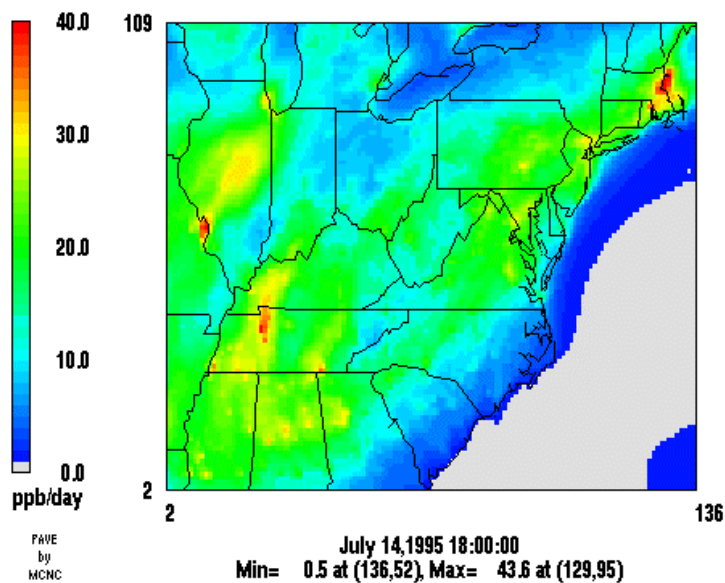 40.0
30.0
20.0
10.0
0.0
ppb/day
PAVE
by
MCNC
109
2
2
136
July 14,1995 18:00:00
Min= 0.5 at (136,52), Max= 43.6 at (129,95)